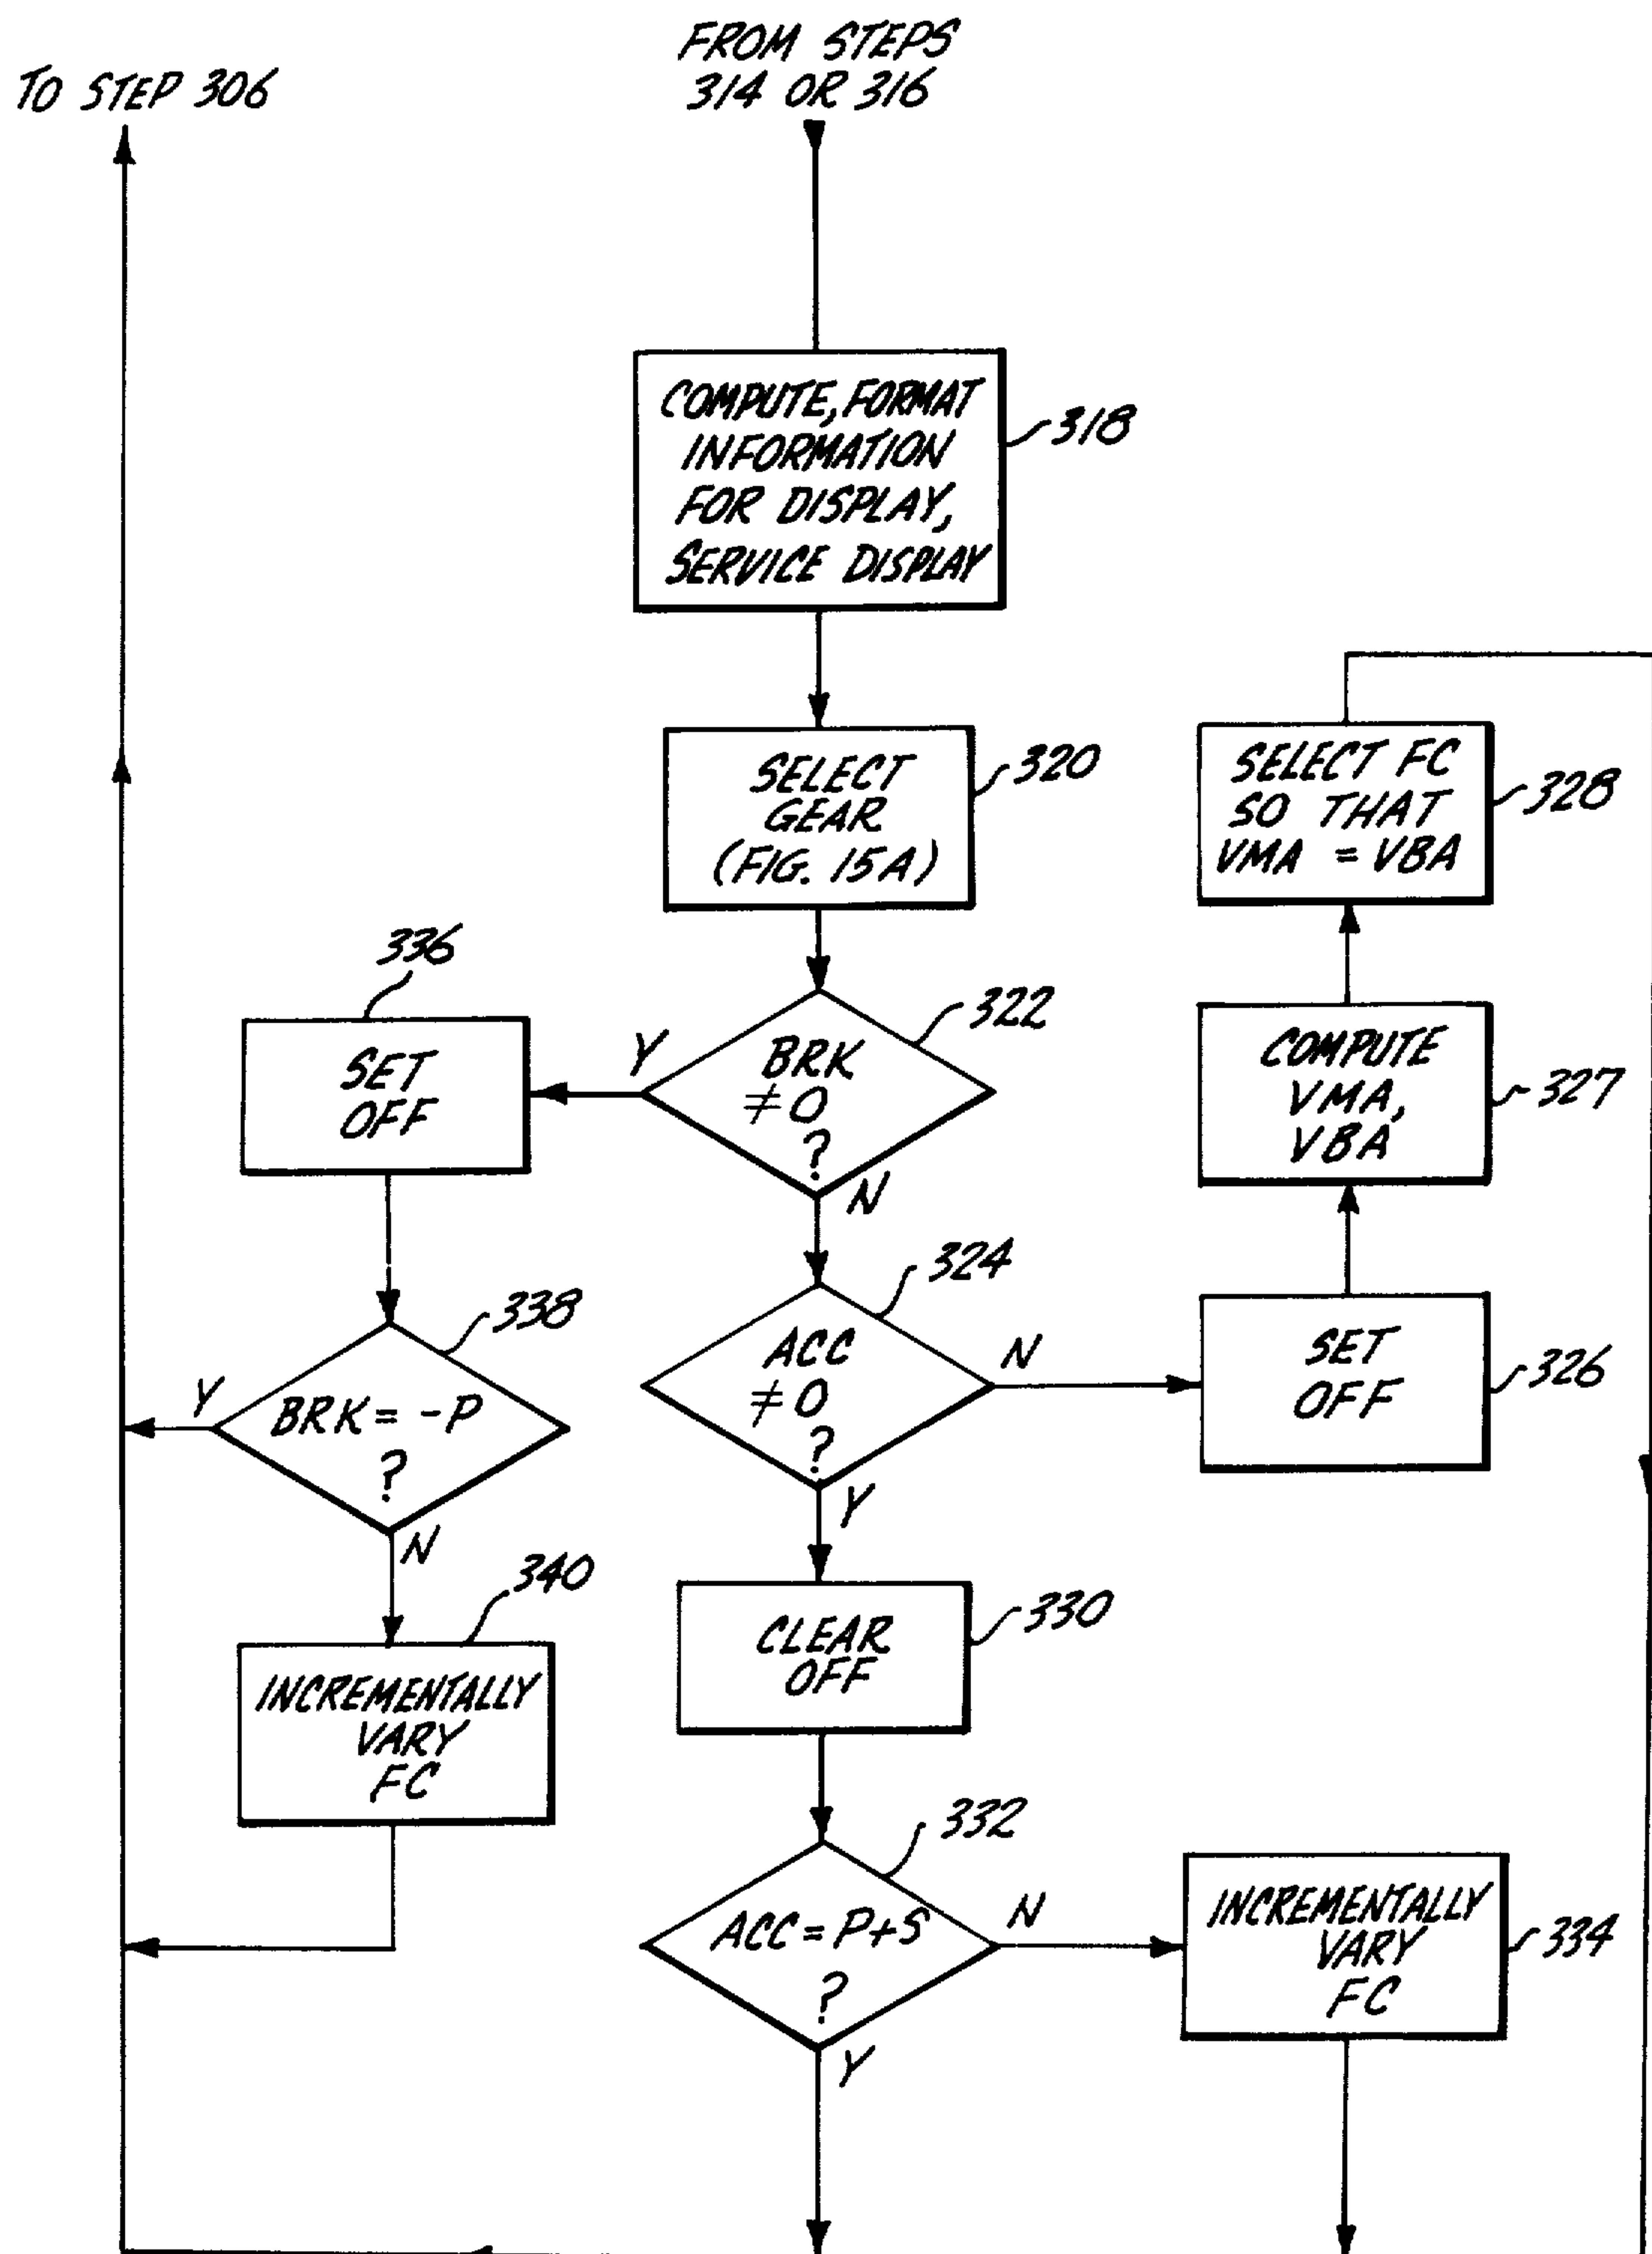 TO STEP 306
FROM STEPS
314 OR 316
COMPUTE, FORMAT
INFORMATION
FOR DISPLAY,
SERVICE DISPLAY
318
SELECT
GEAR
(FIG. 15A)
320
SELECT FC
SO THAT
VMA = VBA
328
336
SET
OFF
Y
BRK
≠0
?
322
N
COMPUTE
VMA,
VBA
327
338
BRK = -P
?
Y
N
324
ACC
≠0
?
N
Y
SET
OFF
326
340
INCREMENTALLY
VARY
FC
CLEAR
OFF
330
332
ACC = P+S
?
N
Y
INCREMENTALLY
VARY
FC
334